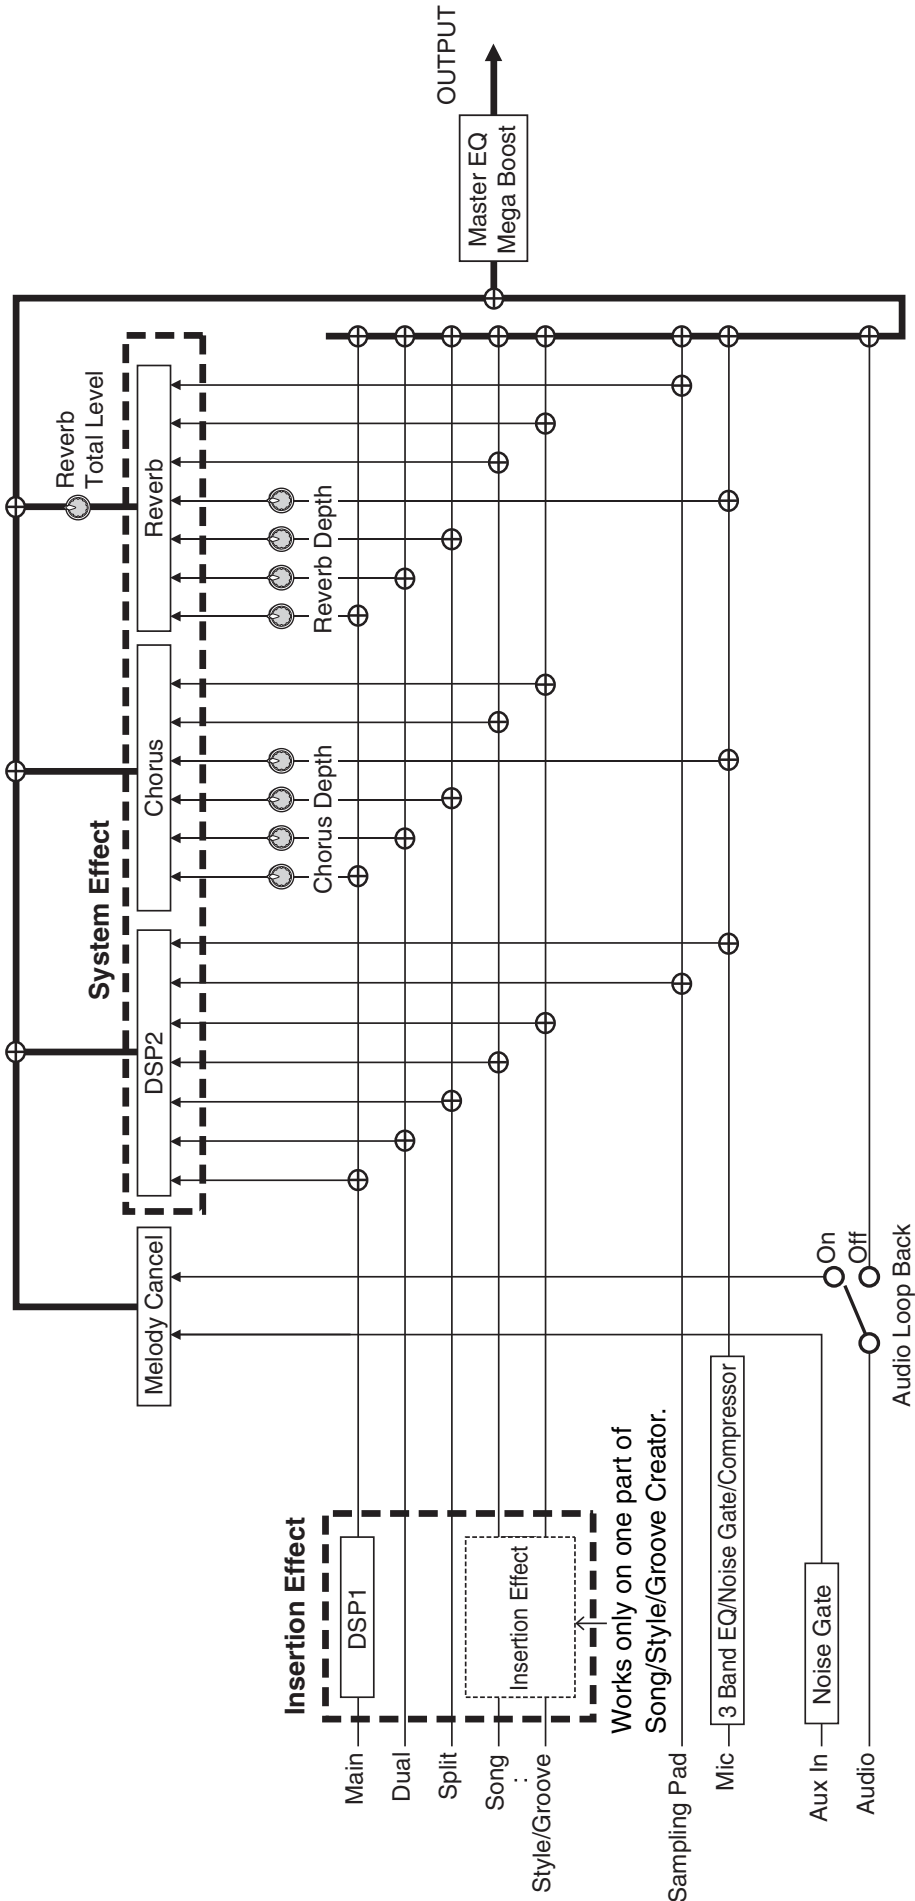 System Effect
Insertion Effect
Melody Cancel
DSP2
Chorus
Reverb
Reverb
Total Level
Chorus Depth
Reverb Depth
Main
DSP1
Dual
Split
Song
:
Style/Groove
Insertion Effect
Works only on one part of
Song/Style/Groove Creator.
Sampling Pad
Mic
3 Band EQ/Noise Gate/Compressor
Aux In
Noise Gate
Audio
On
Off
Audio Loop Back
Master EQ
Mega Boost
OUTPUT